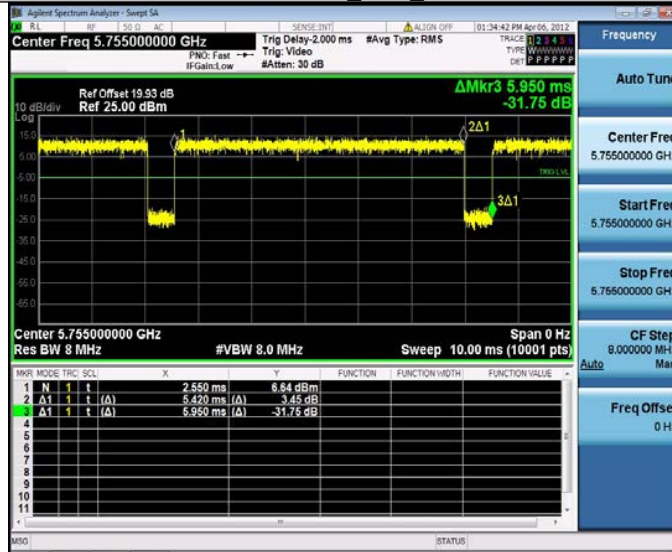 Agilent Spectrum Analyzer - Swept SA
RL RF 50 Ω AC SENSE:INT ALIGN OFF 01:34:42 PM Apr 06, 2012
Center Freq 5.755000000 GHz
PNO: Fast
IFGain:Low
Trig Delay-2.000 ms
Trig: Video
#Atten: 30 dB
#Avg Type: RMS
TRACE 1 2 3 4 5 6
TYPE WWWWWW
DET P P P P P P
Ref Offset 19.93 dB
10 dB/div Ref 25.00 dBm
Log
ΔMkr3 5.950 ms
-31.75 dB
15.0
5.00
-5.00
-15.0
-25.0
-35.0
-45.0
-55.0
-65.0
1
2Δ1
TRIG LVL
3Δ1
Center 5.755000000 GHz Span 0 Hz
Res BW 8 MHz #VBW 8.0 MHz Sweep 10.00 ms (10001 pts)
MKR MODE TRC SCL X Y FUNCTION FUNCTION WIDTH FUNCTION VALUE
1 N 1 t 2.550 ms 6.64 dBm
2 Δ1 1 t (Δ) 5.420 ms (Δ) 3.45 dB
3 Δ1 1 t (Δ) 5.950 ms (Δ) -31.75 dB
4
5
6
7
8
9
10
11
MSG STATUS
Frequency
Auto Tune
Center Freq
5.755000000 GH
Start Freq
5.755000000 GH
Stop Freq
5.755000000 GH
CF Step
8.000000 MH
Auto Man
Freq Offse
0 H